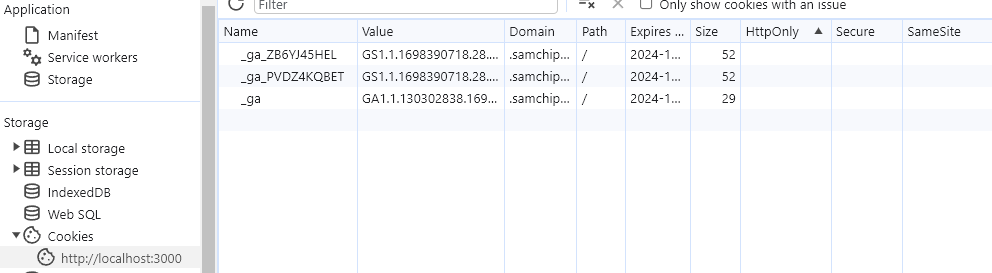 Application
Manifest
Service workers
Storage
Storage
Local storage
Session storage
IndexedDB
Web SQL
Cookies
http://localhost:3000
Filter
Only show cookies with an issue
Name Value Domain Path Expires ... Size HttpOnly Secure SameSite
_ga_ZB6YJ45HEL GS1.1.1698390718.28.... .samchip... / 2024-1... 52
_ga_PVDZ4KQBET GS1.1.1698390718.28.... .samchip... / 2024-1... 52
_ga GA1.1.130302838.169... .samchip... / 2024-1... 29